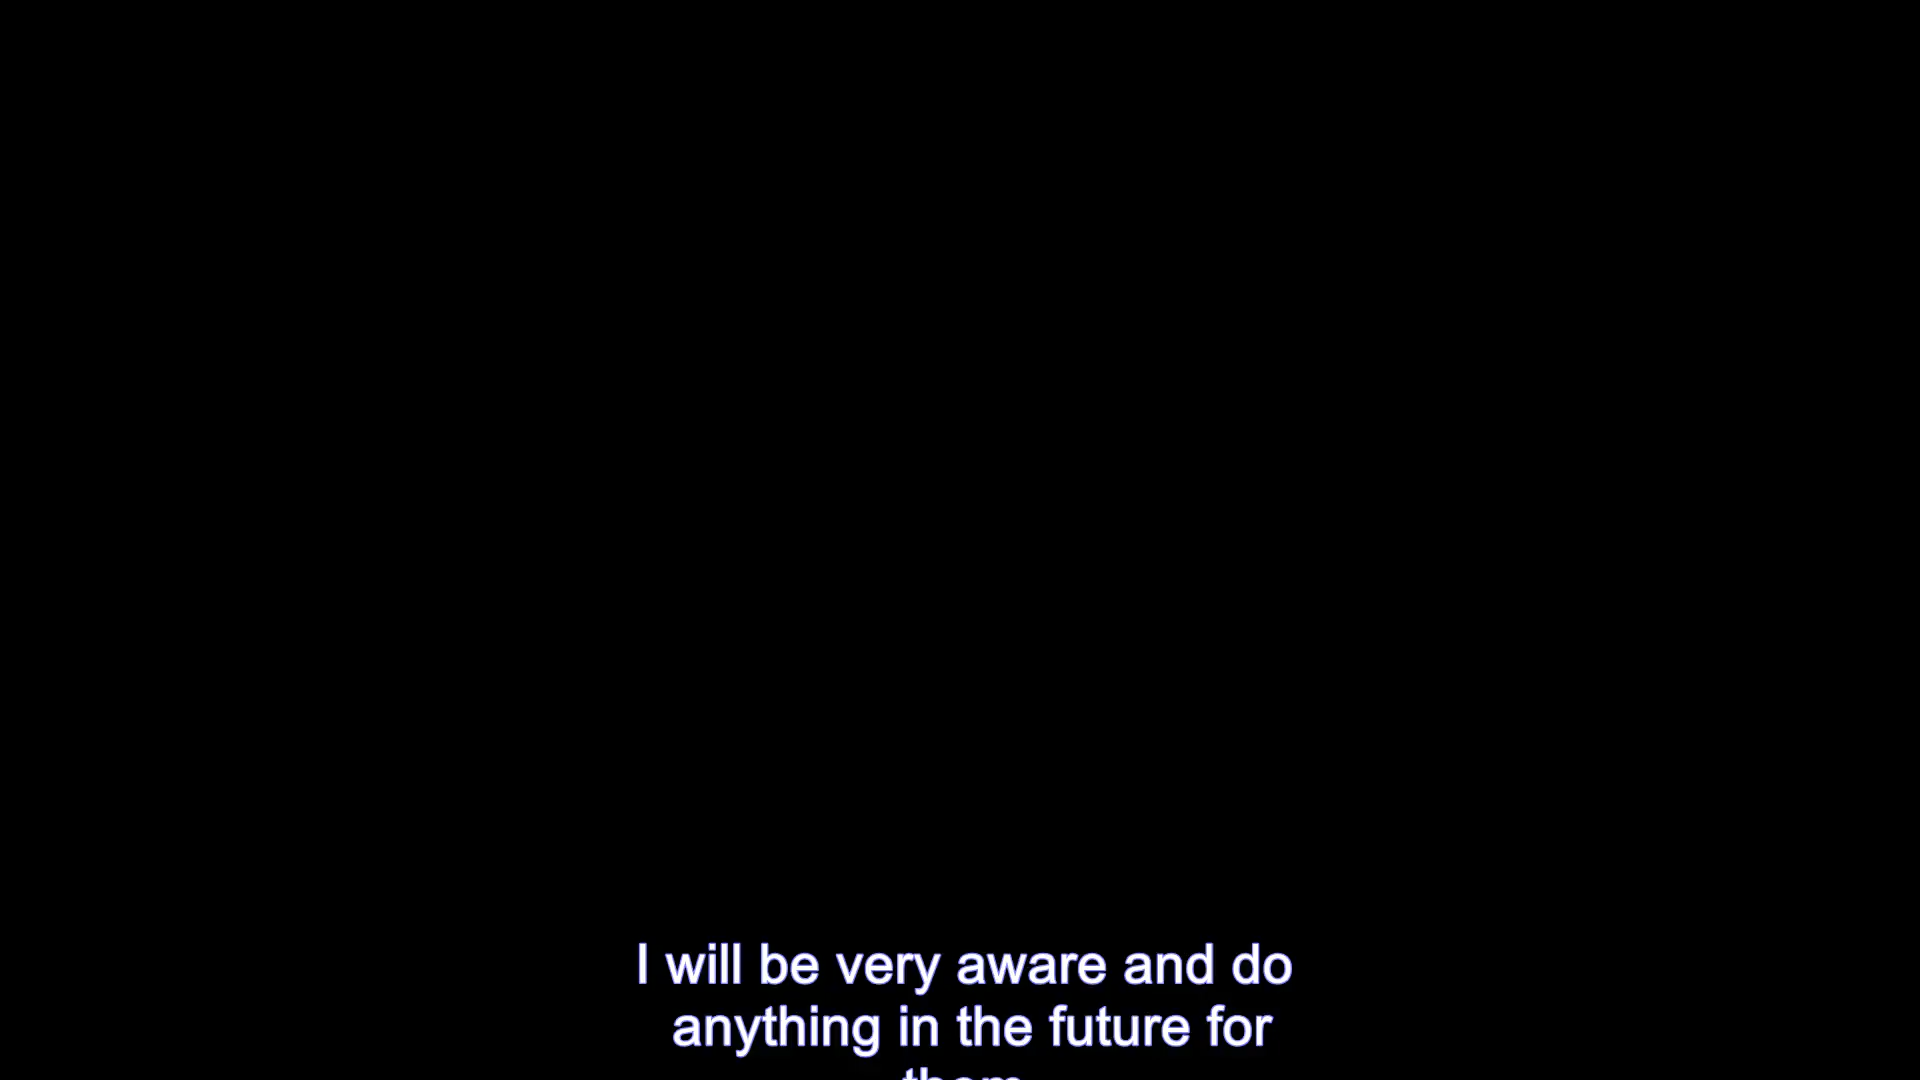 I will be very aware and do
anything in the future for